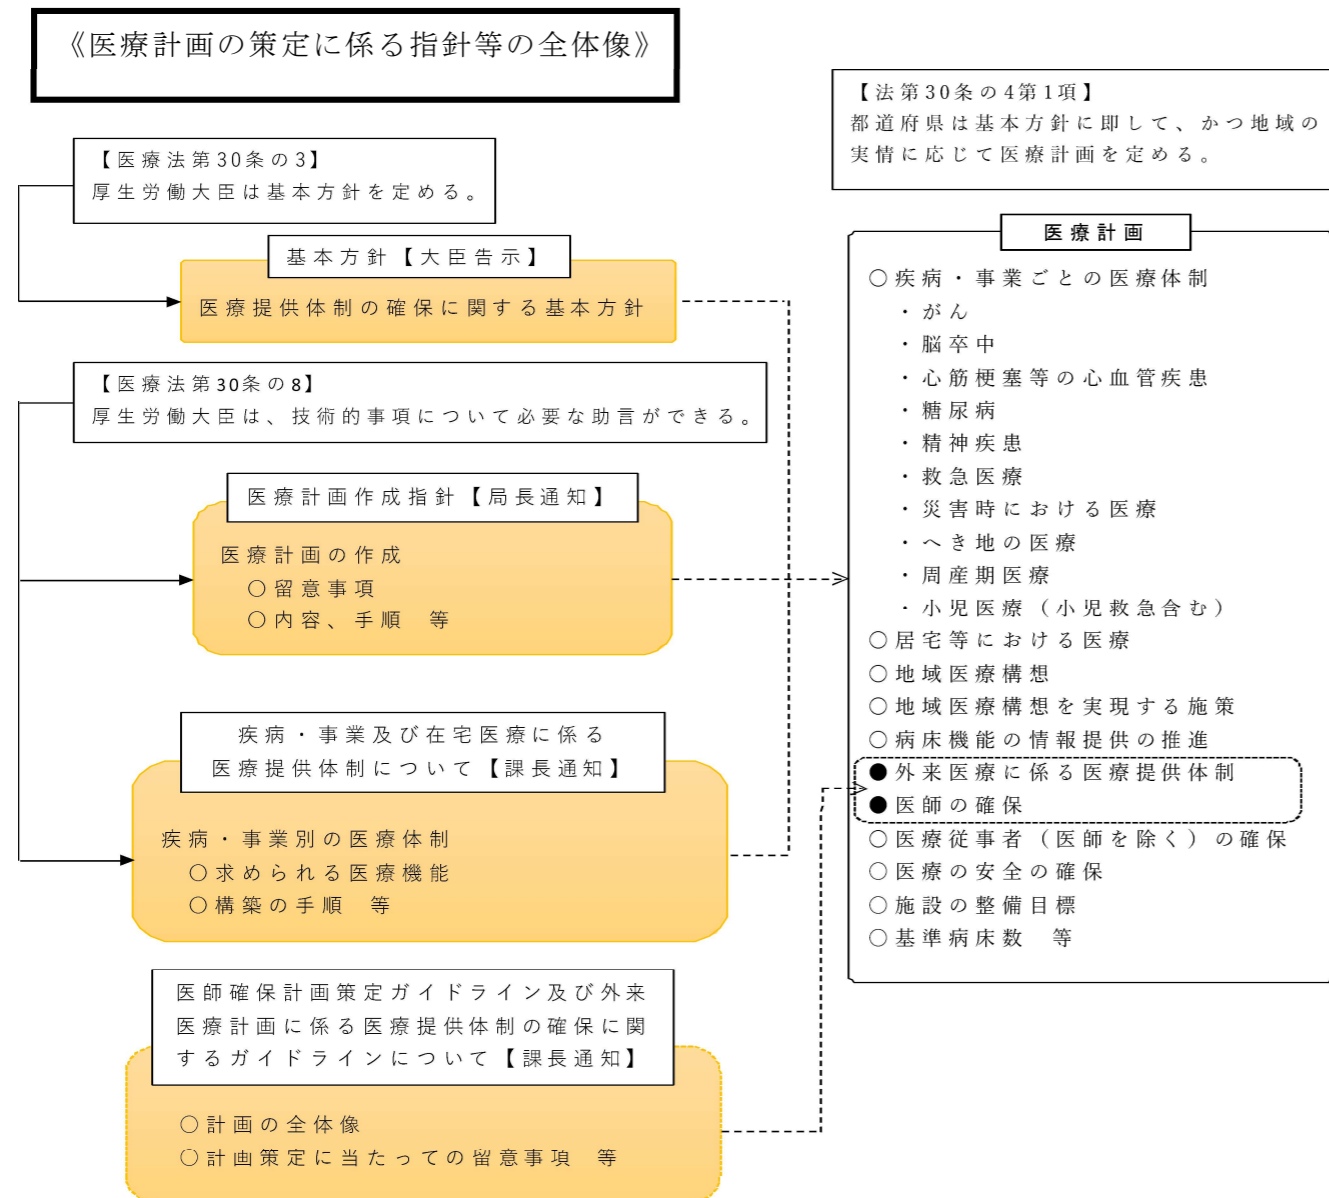 《医療計画の策定に係る指針等の全体像》
【医療法第30条の3】
厚生労働大臣は基本方針を定める。
基本方針【大臣告示】
医療提供体制の確保に関する基本方針
【医療法第30条の8】
厚生労働大臣は、技術的事項について必要な助言ができる。
医療計画作成指針【局長通知】
医療計画の作成
○留意事項
○内容、手順　等
疾病・事業及び在宅医療に係る
医療提供体制について【課長通知】
疾病・事業別の医療体制
○求められる医療機能
○構築の手順　等
医師確保計画策定ガイドライン及び外来
医療計画に係る医療提供体制の確保に関
するガイドラインについて【課長通知】
○計画の全体像
○計画策定に当たっての留意事項　等
【法第30条の4第1項】
都道府県は基本方針に即して、かつ地域の
実情に応じて医療計画を定める。
医療計画
○疾病・事業ごとの医療体制
・がん
・脳卒中
・心筋梗塞等の心血管疾患
・糖尿病
・精神疾患
・救急医療
・災害時における医療
・へき地の医療
・周産期医療
・小児医療（小児救急含む）
○居宅等における医療
○地域医療構想
○地域医療構想を実現する施策
○病床機能の情報提供の推進
●外来医療に係る医療提供体制
●医師の確保
○医療従事者（医師を除く）の確保
○医療の安全の確保
○施設の整備目標
○基準病床数　等